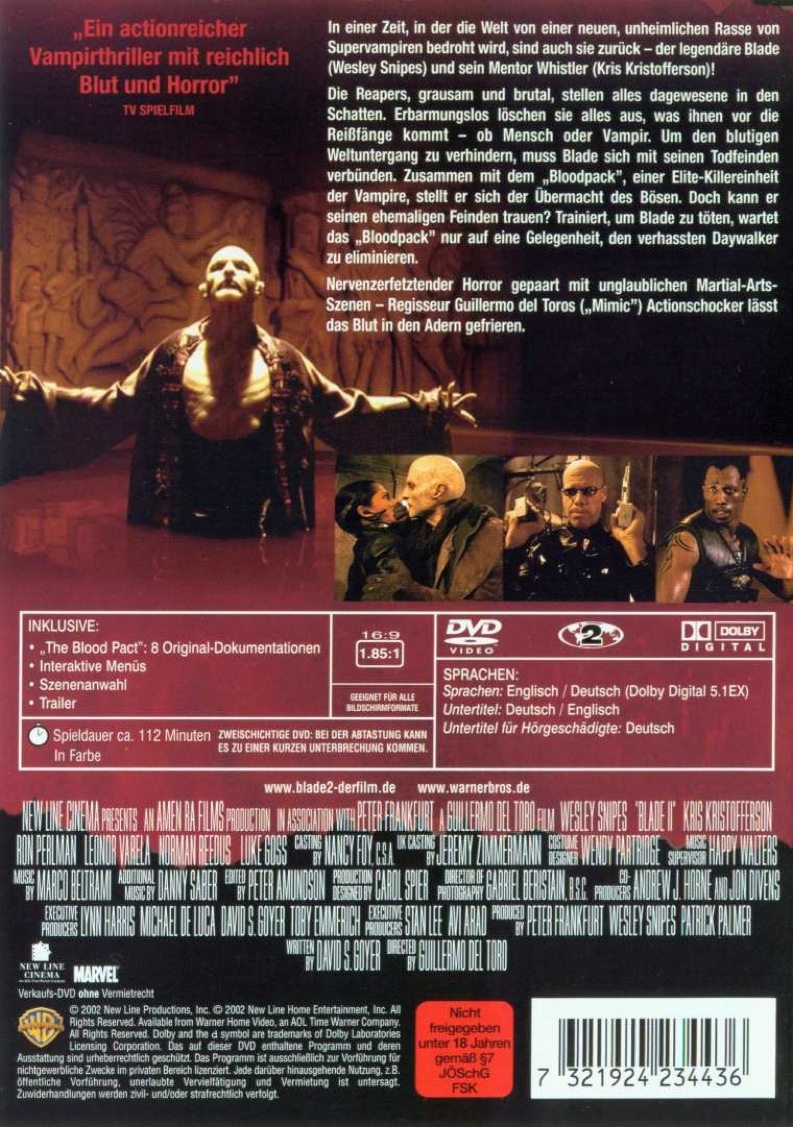 „Ein actionreicher
Vampirthriller mit reichlich
Blut und Horror”
TV SPIELFILM
In einer Zeit, in der die Welt von einer neuen, unheimlichen Rasse von
Supervampiren bedroht wird, sind auch sie zurück – der legendäre Blade
(Wesley Snipes) und sein Mentor Whistler (Kris Kristofferson)!
Die Reapers, grausam und brutal, stellen alles dagewesene in den
Schatten. Erbarmungslos löschen sie alles aus, was ihnen vor die
Reißfänge kommt – ob Mensch oder Vampir. Um den blutigen
Weltuntergang zu verhindern, muss Blade sich mit seinen Todfeinden
verbünden. Zusammen mit dem „Bloodpack”, einer Elite-Killereinheit
der Vampire, stellt er sich der Übermacht des Bösen. Doch kann er
seinen ehemaligen Feinden trauen? Trainiert, um Blade zu töten, wartet
das „Bloodpack” nur auf eine Gelegenheit, den verhassten Daywalker
zu eliminieren.
Nervenzerfetztender Horror gepaart mit unglaublichen Martial-Arts-
Szenen – Regisseur Guillermo del Toros („Mimic”) Actionschocker lässt
das Blut in den Adern gefrieren.
INKLUSIVE:
• „The Blood Pact”: 8 Original-Dokumentationen
• Interaktive Menüs
• Szenenanwahl
• Trailer
Spieldauer ca. 112 Minuten
In Farbe
16:9
1.85:1
GEEIGNET FÜR ALLE
BILDSCHIRMFORMATE
ZWEISCHICHTIGE DVD: BEI DER ABTASTUNG KANN
ES ZU EINER KURZEN UNTERBRECHUNG KOMMEN.
DVD
VIDEO
2
DOLBY
DIGITAL
SPRACHEN:
Sprachen: Englisch / Deutsch (Dolby Digital 5.1EX)
Untertitel: Deutsch / Englisch
Untertitel für Hörgeschädigte: Deutsch
www.blade2-derfilm.de www.warnerbros.de
NEW LINE CINEMA PRESENTS AN AMEN RA FILMS PRODUCTION IN ASSOCIATION WITH PETER FRANKFURT A GUILLERMO DEL TORO FILM WESLEY SNIPES "BLADE II" KRIS KRISTOFFERSON
RON PERLMAN LEONOR VARELA NORMAN REEDUS LUKE GOSS CASTING BY NANCY FOY, C.S.A. UK CASTING BY JEREMY ZIMMERMANN COSTUME DESIGNER WENDY PARTRIDGE MUSIC SUPERVISOR HAPPY WALTERS
MUSIC BY MARCO BELTRAMI ADDITIONAL MUSIC BY DANNY SABER EDITED BY PETER AMUNDSON PRODUCTION DESIGNED BY CAROL SPIER DIRECTOR OF PHOTOGRAPHY GABRIEL BERISTAIN, B.S.C. CO-PRODUCERS ANDREW J. HORNE AND JON DIVENS
EXECUTIVE PRODUCERS LYNN HARRIS MICHAEL DE LUCA DAVID S. GOYER TOBY EMMERICH EXECUTIVE PRODUCERS STAN LEE AVI ARAD PRODUCED BY PETER FRANKFURT WESLEY SNIPES PATRICK PALMER
WRITTEN BY DAVID S. GOYER DIRECTED BY GUILLERMO DEL TORO
NEW LINE
CINEMA
MARVEL
Verkaufs-DVD ohne Vermietrecht
WB
© 2002 New Line Productions, Inc. © 2002 New Line Home Entertainment, Inc. All
Rights Reserved. Available from Warner Home Video, an AOL Time Warner Company.
All Rights Reserved. Dolby and the d symbol are trademarks of Dolby Laboratories
Licensing Corporation. Das auf dieser DVD enthaltene Programm und deren
Ausstattung sind urheberrechtlich geschützt. Das Programm ist ausschließlich zur Vorführung für
nichtgewerbliche Zwecke im privaten Bereich lizenziert. Jede darüber hinausgehende Nutzung, z.B.
öffentliche Vorführung, unerlaubte Vervielfätigung und Vermietung ist untersagt.
Zuwiderhandlungen werden zivil- und/oder strafrechtlich verfolgt.
Nicht
freigegeben
unter 18 Jahren
gemäß §7
JÖSchG
FSK
7 321924 234436